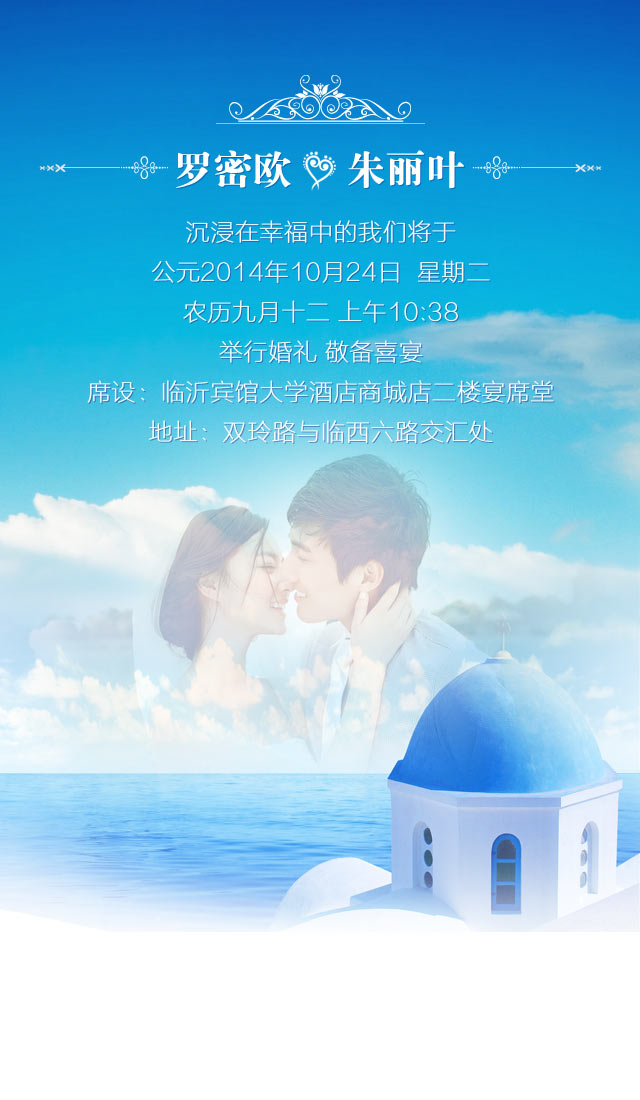 罗密欧 朱丽叶
沉浸在幸福中的我们将于
公元2014年10月24日 星期二
农历九月十二 上午10:38
举行婚礼 敬备喜宴
席设：临沂宾馆大学酒店商城店二楼宴席堂
地址：双玲路与临西六路交汇处